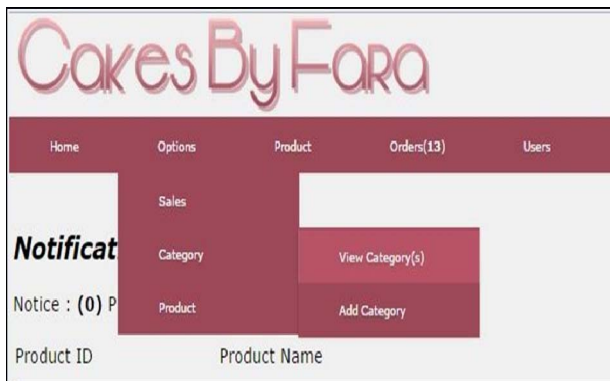 Cakes By Fara
Home Options Product Orders(13) Users
Sales
Notificat Category View Category(s)
Notice : (0) P Product Add Category
Product ID Product Name